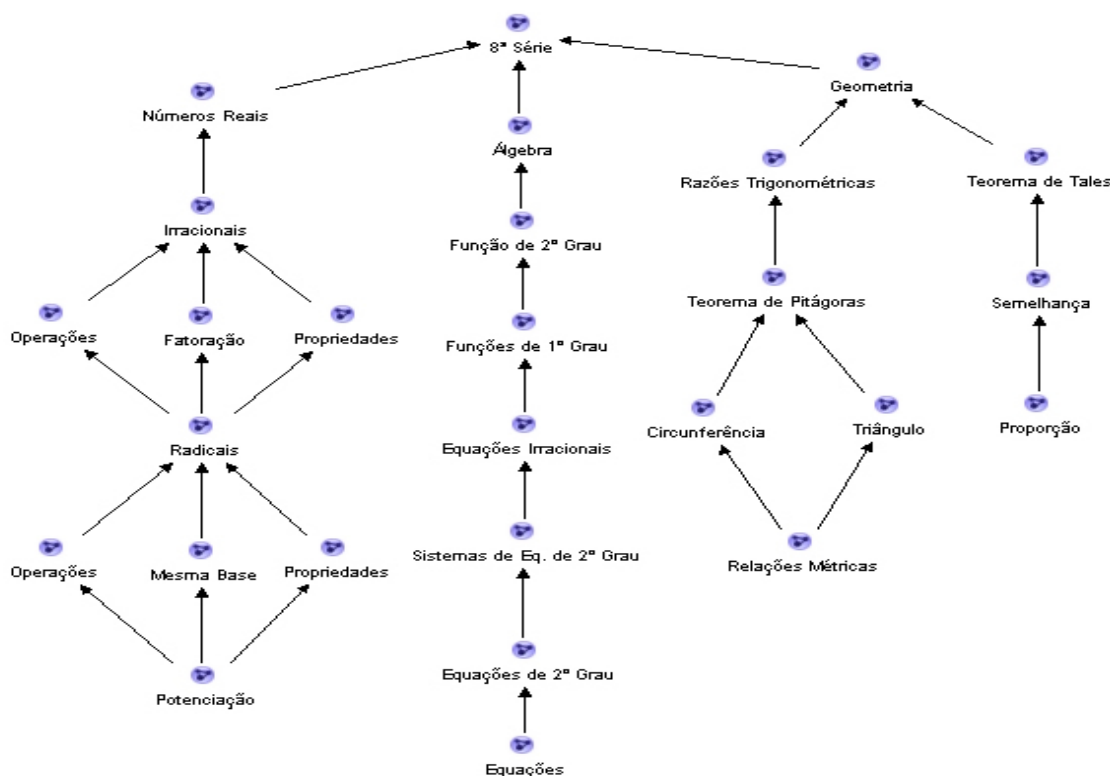 8ª Série
Geometria
Números Reais
Álgebra
Razões Trigonométricas
Teorema de Tales
Irracionais
Função de 2º Grau
Teorema de Pitágoras
Semelhança
Operações
Fatoração
Propriedades
Funções de 1º Grau
Circunferência
Triângulo
Proporção
Radicais
Equações Irracionais
Sistemas de Eq. de 2º Grau
Relações Métricas
Operações
Mesma Base
Propriedades
Equações de 2º Grau
Potenciação
Equações